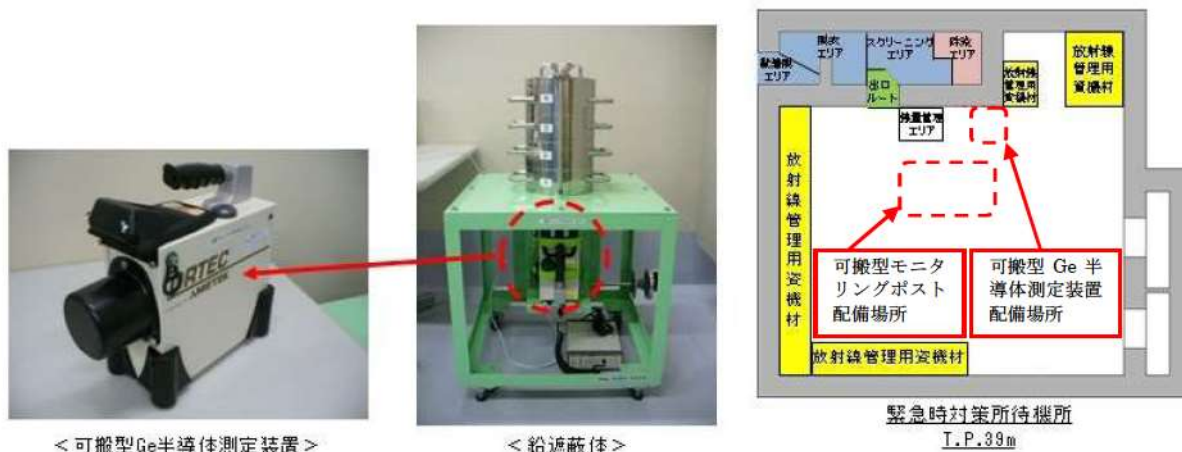 ORTEC
AMETEK
<可搬型Ge半導体測定装置>
<鉛遮蔽体>
脱衣
エリア
スクリーニング
エリア
除染
エリア
靴着脱
エリア
出口
ルート
放射線
管理用
資機材
放射線
管理用
資機材
線量管理
エリア
放射線管理用資機材
可搬型モニタ
リングポスト
配備場所
可搬型 Ge 半
導体測定装置
配備場所
放射線管理用資機材
緊急時対策所待機所
T.P.39m